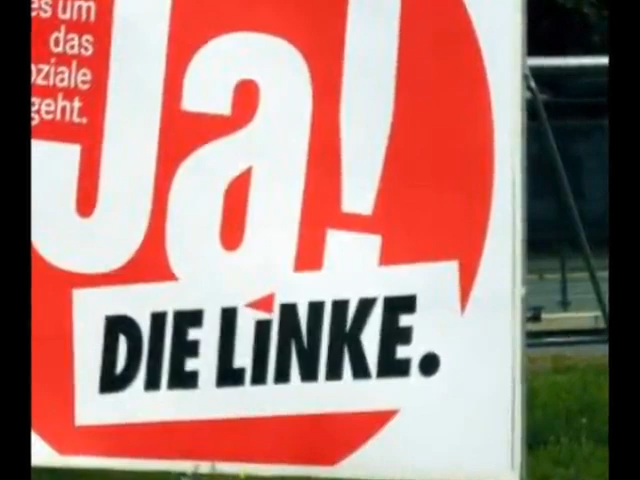 es um
das
oziale
geht.
Ja!
DIE LINKE.